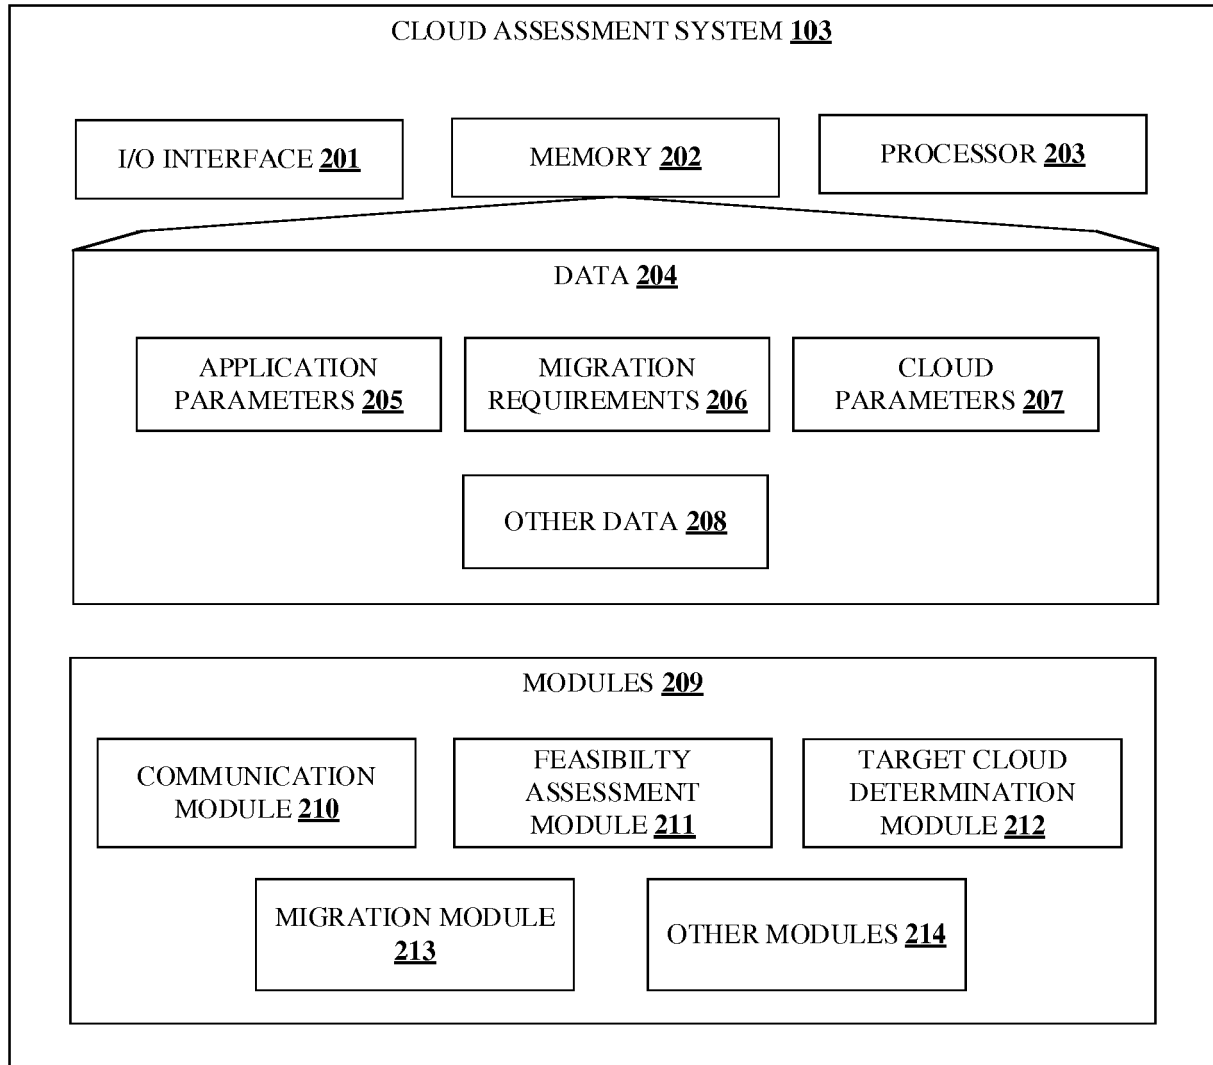 CLOUD ASSESSMENT SYSTEM 103
I/O INTERFACE 201
MEMORY 202
PROCESSOR 203
DATA 204
APPLICATION
PARAMETERS 205
MIGRATION
REQUIREMENTS 206
CLOUD
PARAMETERS 207
OTHER DATA 208
MODULES 209
COMMUNICATION
MODULE 210
FEASIBILTY
ASSESSMENT
MODULE 211
TARGET CLOUD
DETERMINATION
MODULE 212
MIGRATION MODULE
213
OTHER MODULES 214